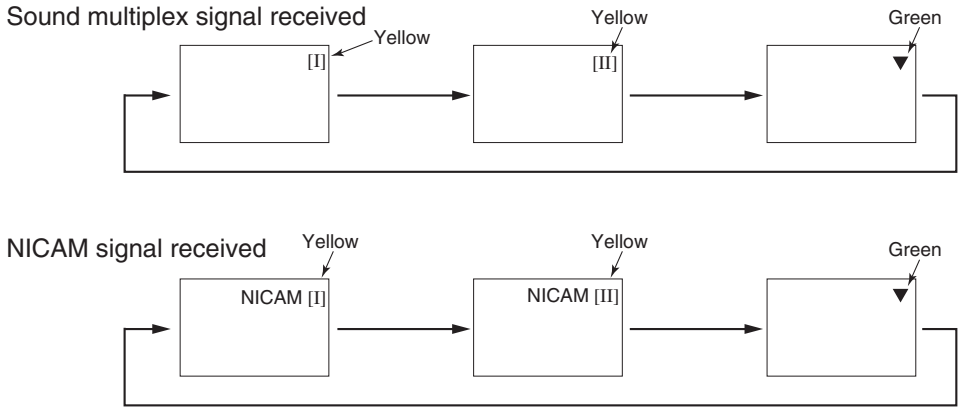 Sound multiplex signal received
Yellow
Yellow
Green
[I]
[II]
▼
NICAM signal received
Yellow
Yellow
Green
NICAM [I]
NICAM [II]
▼